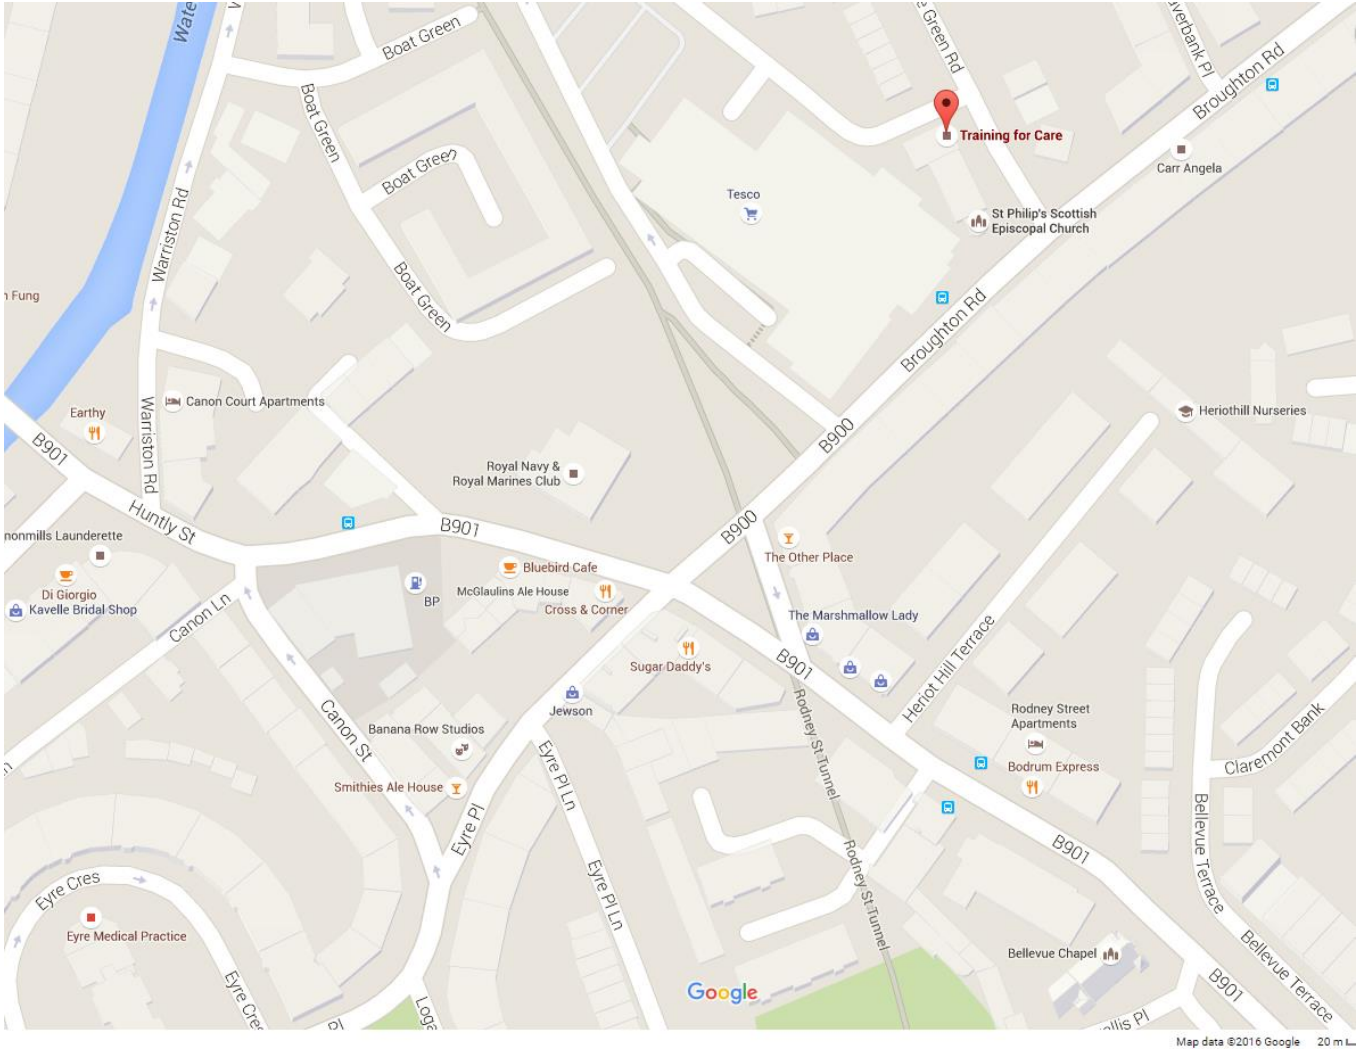 Boat Green
Broughton Rd
Boat Green
Training for Care
Carr Angela
Boat Green
Tesco
Warriston Rd
St Philip's Scottish
Episcopal Church
Boat Green
Fung
Broughton Rd
Canon Court Apartments
Earthy
Heriothill Nurseries
B901
Warriston Rd
B900
Royal Navy &
Royal Marines Club
Huntly St
B901
B900
nonmills Launderette
The Other Place
Bluebird Cafe
Di Giorgio
BP
McGlaulins Ale House
Cross & Corner
Kavelle Bridal Shop
Canon Ln
The Marshmallow Lady
Sugar Daddy's
B901
Heriot Hill Terrace
Jewson
Rodney St Tunnel
Rodney Street
Apartments
Canon St
Banana Row Studios
Claremont Bank
Bodrum Express
Eyre Pl Ln
Smithies Ale House
Eyre Pl
Bellevue Terrace
B901
Rodney St Tunnel
Eyre Cres
Eyre Pl Ln
Eyre Medical Practice
Bellevue Chapel
Bellevue Terrace
Google
B901
Eyre Cres
Pl
Map data ©2016 Google 20 m